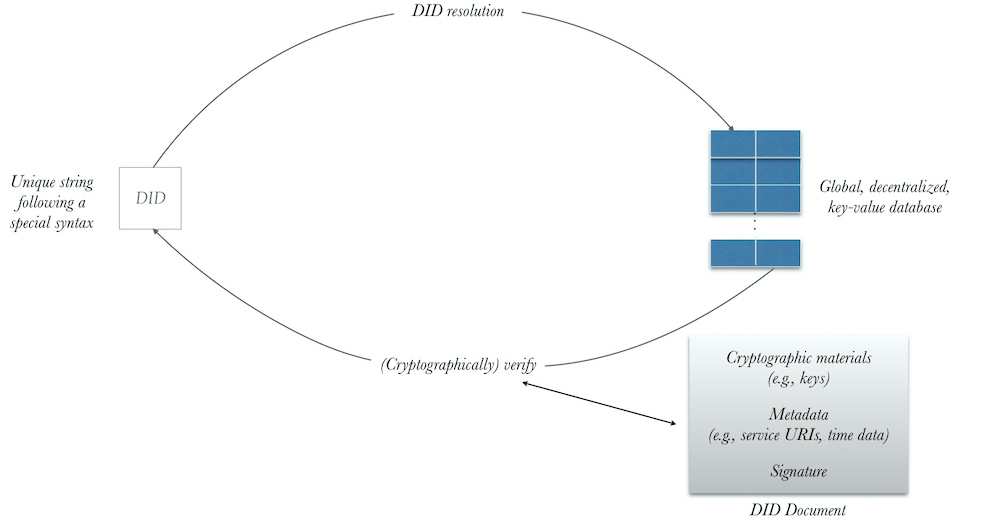 DID resolution
Unique string
following a
special syntax
DID
Global, decentralized,
key-value database
(Cryptographically) verify
Cryptographic materials
(e.g., keys)
Metadata
(e.g., service URIs, time data)
Signature
DID Document